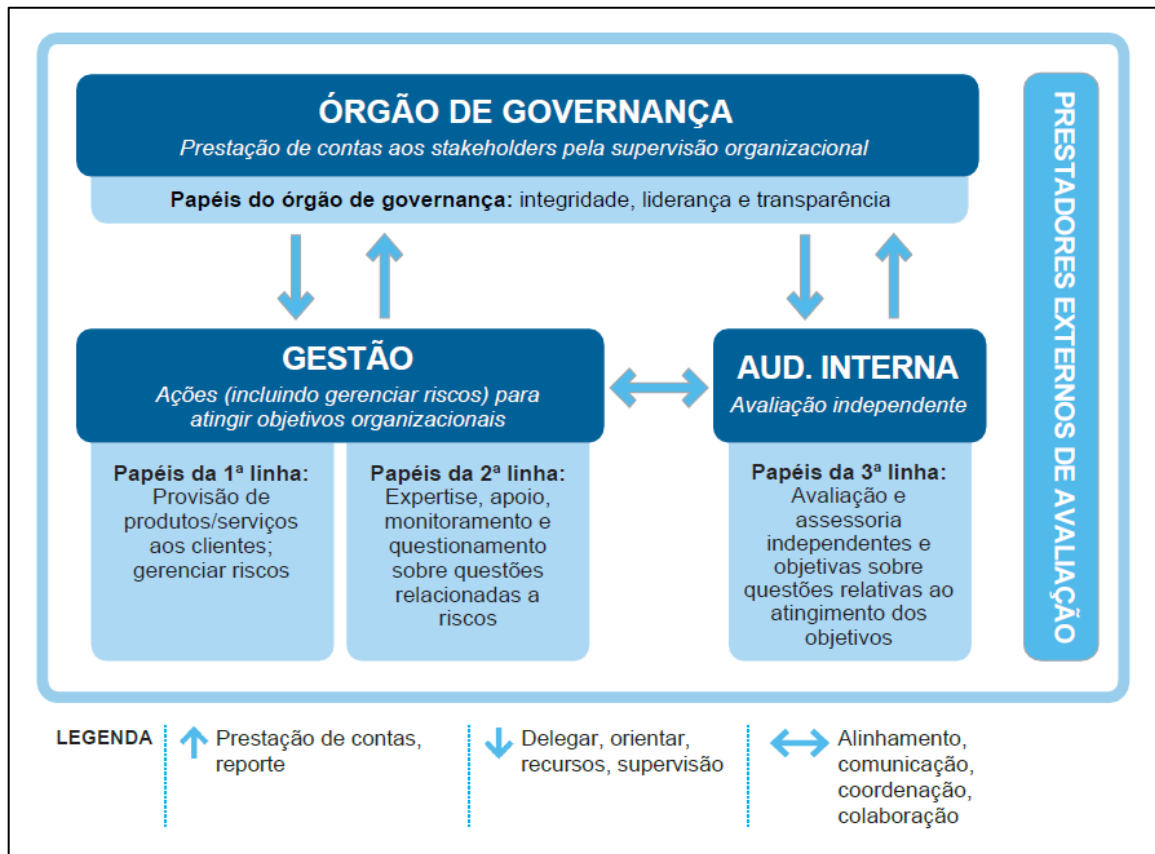 ÓRGÃO DE GOVERNANÇA
Prestação de contas aos stakeholders pela supervisão organizacional
Papéis do órgão de governança: integridade, liderança e transparência
GESTÃO
Ações (incluindo gerenciar riscos) para
atingir objetivos organizacionais
Papéis da 1ª linha:
Provisão de
produtos/serviços
aos clientes;
gerenciar riscos
Papéis da 2ª linha:
Expertise, apoio,
monitoramento e
questionamento
sobre questões
relacionadas a
riscos
AUD. INTERNA
Avaliação independente
Papéis da 3ª linha:
Avaliação e
assessoria
independentes e
objetivas sobre
questões relativas ao
atingimento dos
objetivos
PRESTADORES EXTERNOS DE AVALIAÇÃO
LEGENDA
Prestação de contas,
reporte
Delegar, orientar,
recursos, supervisão
Alinhamento,
comunicação,
coordenação,
colaboração